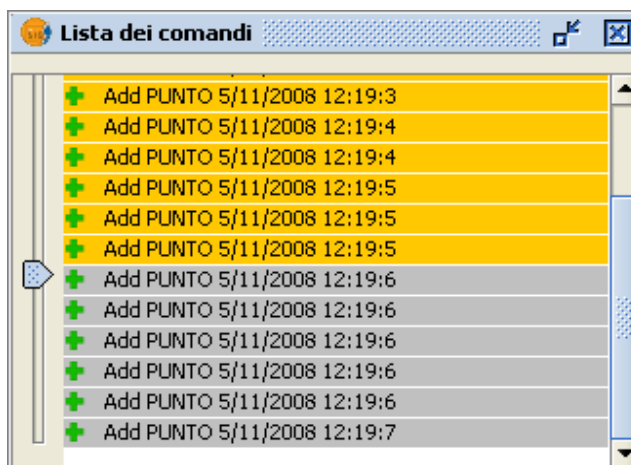 Lista dei comandi
Add PUNTO 5/11/2008 12:19:3
Add PUNTO 5/11/2008 12:19:4
Add PUNTO 5/11/2008 12:19:4
Add PUNTO 5/11/2008 12:19:5
Add PUNTO 5/11/2008 12:19:5
Add PUNTO 5/11/2008 12:19:5
Add PUNTO 5/11/2008 12:19:6
Add PUNTO 5/11/2008 12:19:6
Add PUNTO 5/11/2008 12:19:6
Add PUNTO 5/11/2008 12:19:6
Add PUNTO 5/11/2008 12:19:6
Add PUNTO 5/11/2008 12:19:7